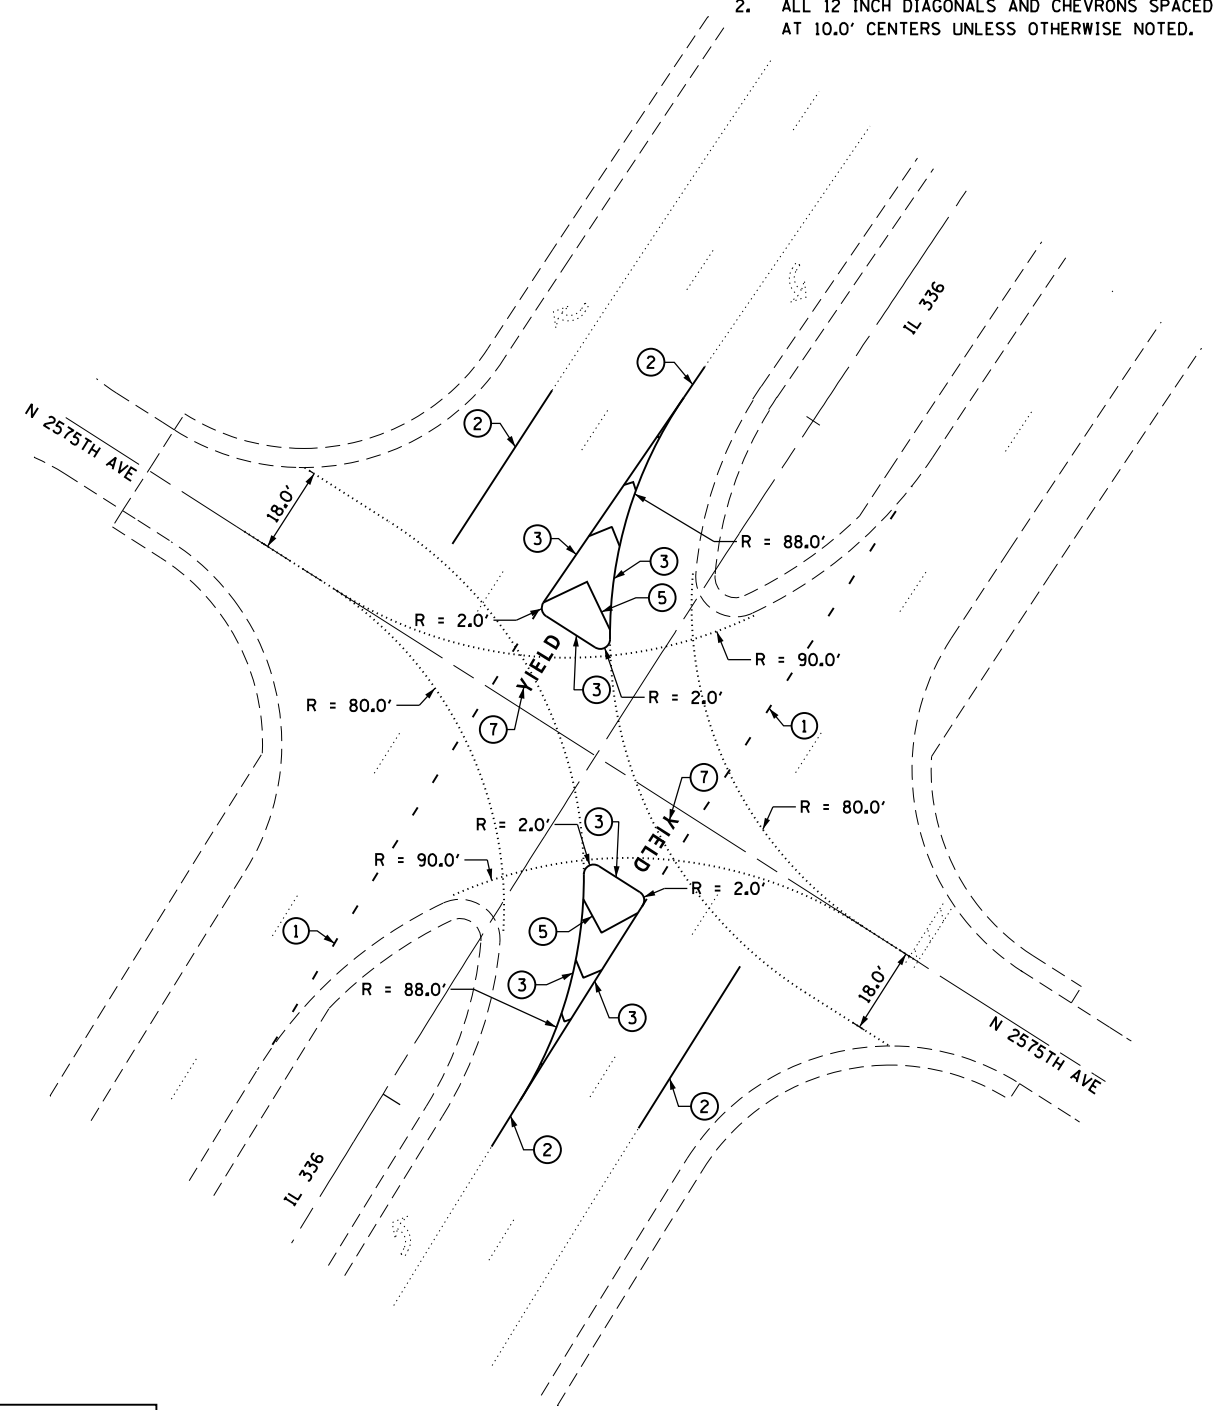 2. ALL 12 INCH DIAGONALS AND CHEVRONS SPACED
AT 10.0' CENTERS UNLESS OTHERWISE NOTED.
IL 336
2
2
N 2575TH AVE
18.0'
3
R = 88.0'
3
5
R = 2.0'
YIELD
R = 90.0'
3
R = 2.0'
R = 80.0'
7
1
7
R = 80.0'
R = 2.0'
3
YIELD
R = 90.0'
R = 2.0'
1
5
18.0'
3
R = 88.0'
3
N 2575TH AVE
2
2
IL 336